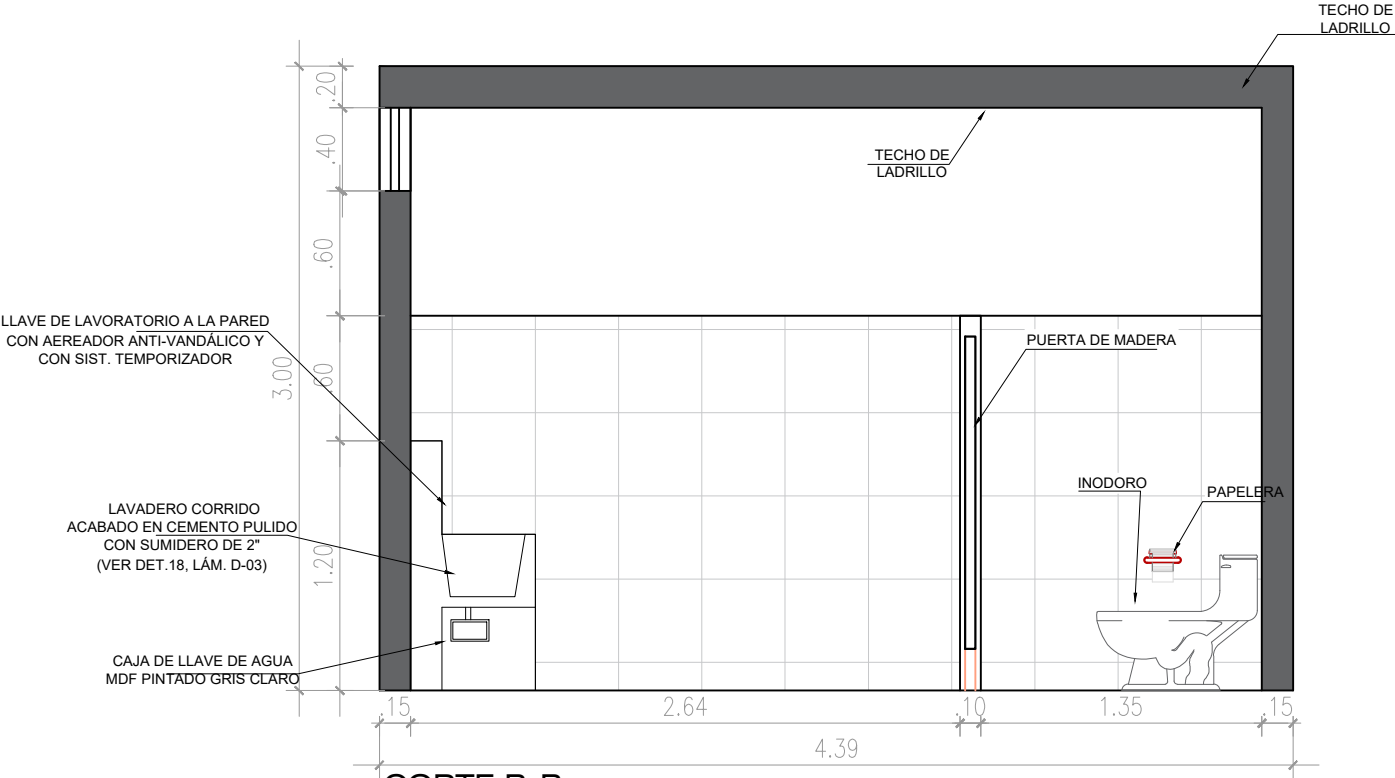 TECHO DE
LADRILLO
.20
.40
TECHO DE
LADRILLO
.60
LLAVE DE LAVORATORIO A LA PARED
CON AEREADOR ANTI-VANDÁLICO Y
CON SIST. TEMPORIZADOR
3.00
.60
PUERTA DE MADERA
INODORO
PAPELERA
LAVADERO CORRIDO
ACABADO EN CEMENTO PULIDO
CON SUMIDERO DE 2"
(VER DET.18, LÁM. D-03)
1.20
CAJA DE LLAVE DE AGUA
MDF PINTADO GRIS CLARO
.15
2.64
.10
1.35
.15
4.39
CORTE B-B